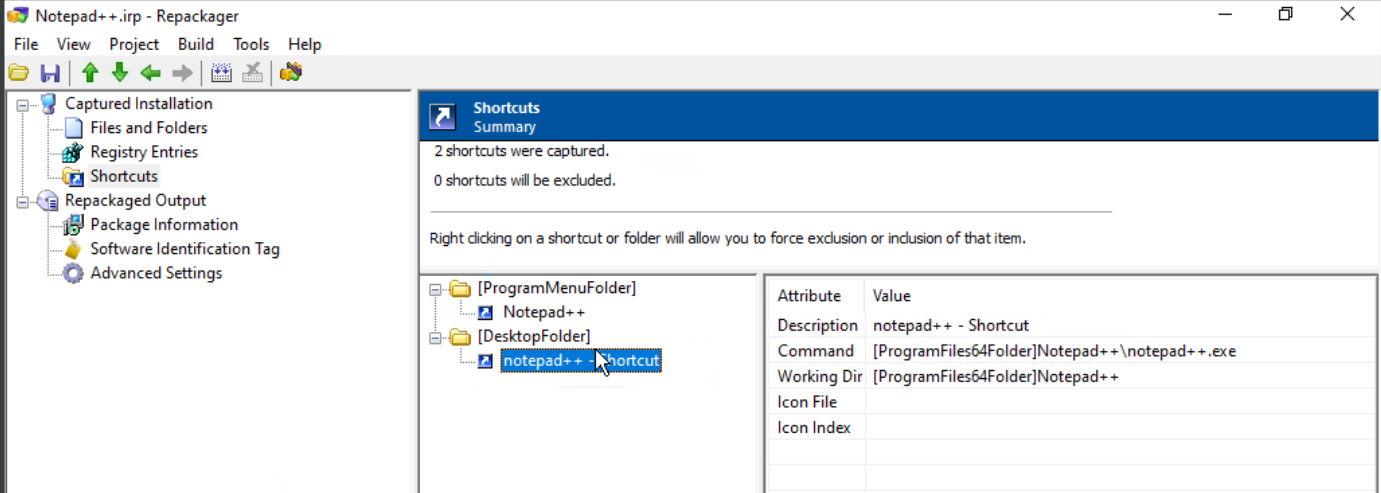 Notepad++.irp - Repackager
File View Project Build Tools Help
Captured Installation
Files and Folders
Registry Entries
Shortcuts
Repackaged Output
Package Information
Software Identification Tag
Advanced Settings
Shortcuts
Summary
2 shortcuts were captured.
0 shortcuts will be excluded.
Right clicking on a shortcut or folder will allow you to force exclusion or inclusion of that item.
[ProgramMenuFolder]
Notepad++
[DesktopFolder]
notepad++ - Shortcut
Attribute Value
Description notepad++ - Shortcut
Command [ProgramFiles64Folder]Notepad++\notepad++.exe
Working Dir [ProgramFiles64Folder]Notepad++
Icon File
Icon Index